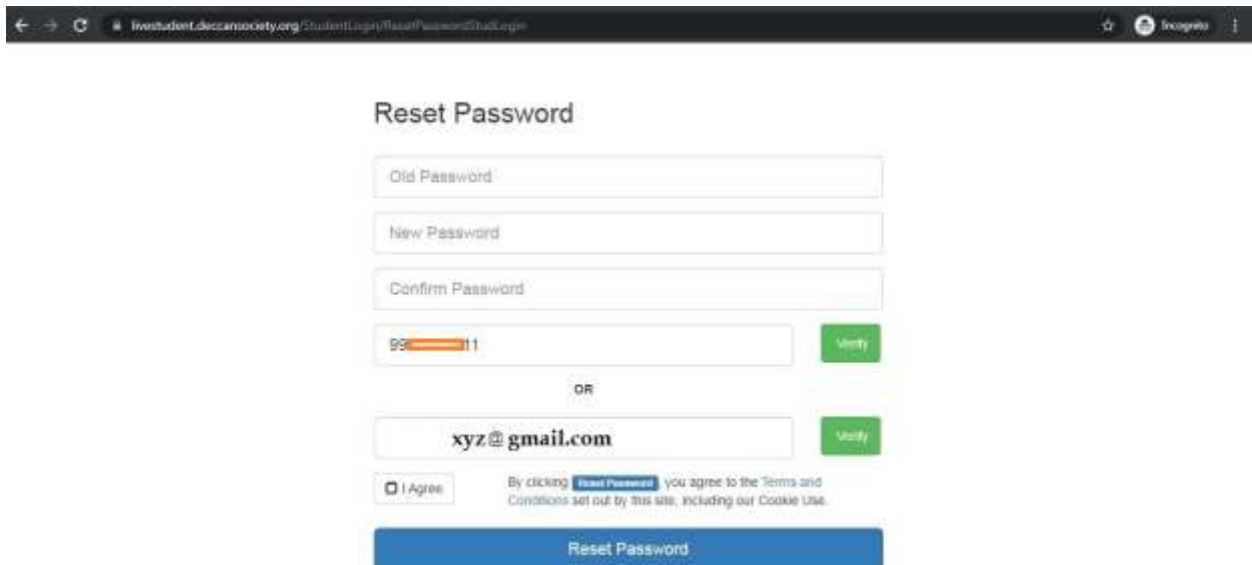 livestudent.deccansociety.org/StudentLogin/ResetPasswordStudLogin
Incognito
Reset Password
Old Password
New Password
Confirm Password
99 11
Verify
OR
xyz@gmail.com
Verify
I Agree
By clicking Reset Password, you agree to the Terms and
Conditions set out by this site, including our Cookie Use.
Reset Password